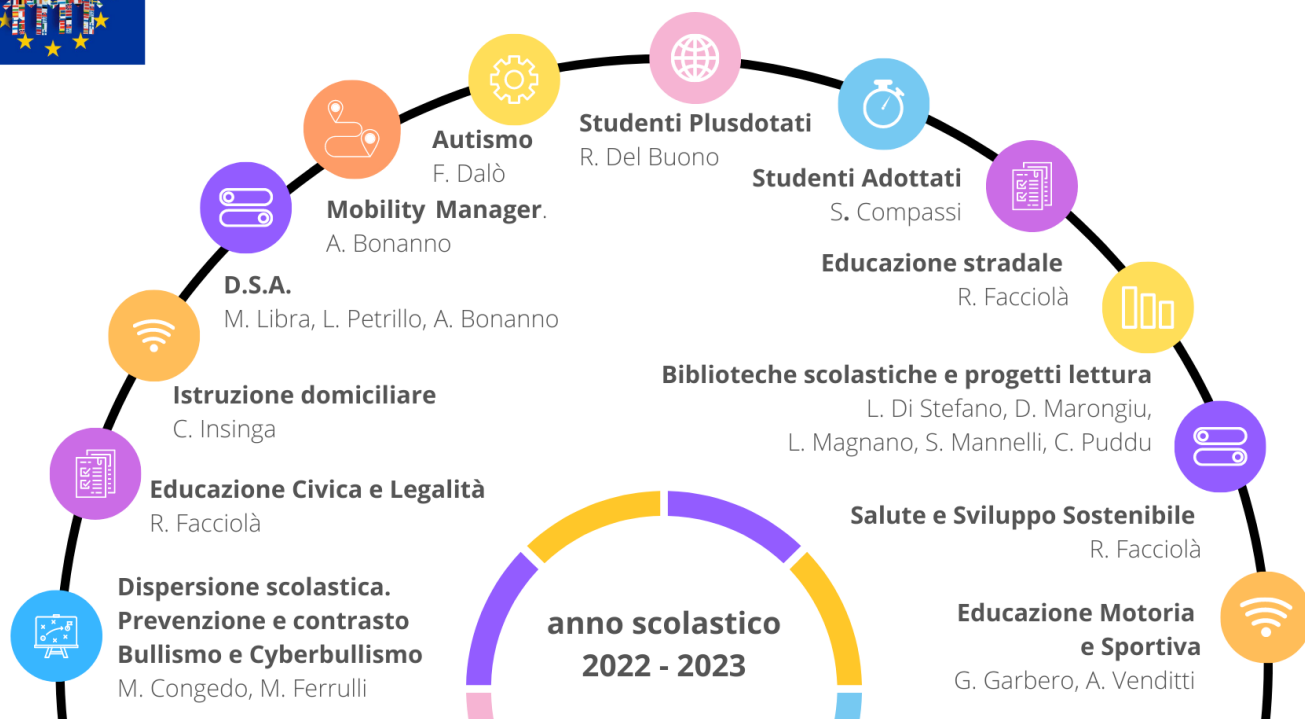 Autismo
F. Dalò
Studenti Plusdotati
R. Del Buono
Studenti Adottati
S. Compassi
Mobility Manager.
A. Bonanno
Educazione stradale
R. Facciolà
D.S.A.
M. Libra, L. Petrillo, A. Bonanno
Biblioteche scolastiche e progetti lettura
L. Di Stefano, D. Marongiu,
L. Magnano, S. Mannelli, C. Puddu
Istruzione domiciliare
C. Insinga
Educazione Civica e Legalità
R. Facciolà
Salute e Sviluppo Sostenibile
R. Facciolà
Dispersione scolastica.
Prevenzione e contrasto
Bullismo e Cyberbullismo
M. Congedo, M. Ferrulli
anno scolastico
2022 - 2023
Educazione Motoria
e Sportiva
G. Garbero, A. Venditti